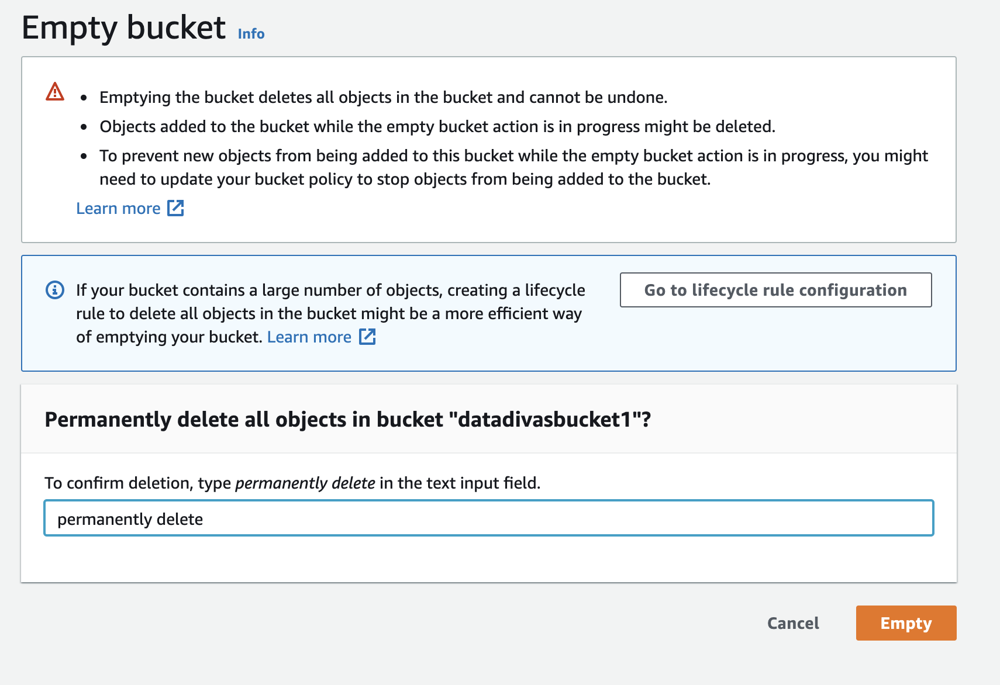 Empty bucket Info
• Emptying the bucket deletes all objects in the bucket and cannot be undone.
• Objects added to the bucket while the empty bucket action is in progress might be deleted.
• To prevent new objects from being added to this bucket while the empty bucket action is in progress, you might
need to update your bucket policy to stop objects from being added to the bucket.
Learn more
If your bucket contains a large number of objects, creating a lifecycle
rule to delete all objects in the bucket might be a more efficient way
of emptying your bucket. Learn more
Go to lifecycle rule configuration
Permanently delete all objects in bucket "datadivasbucket1"?
To confirm deletion, type permanently delete in the text input field.
permanently delete
Cancel
Empty